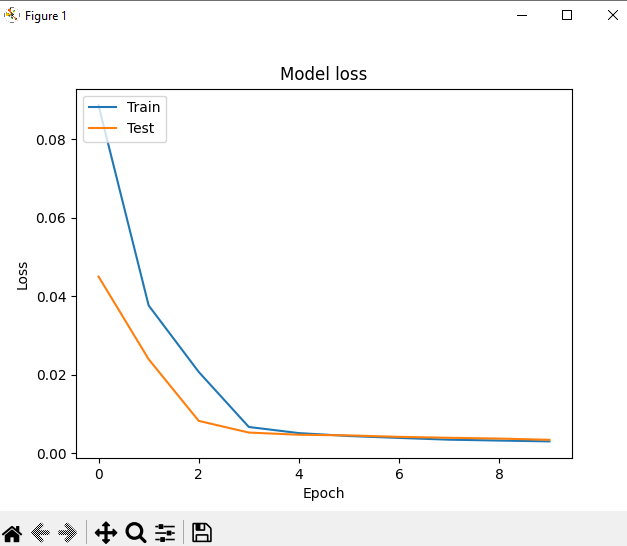 Figure 1
Model loss
Train
Test
0.08
0.06
0.04
0.02
0.00
Loss
0 2 4 6 8
Epoch